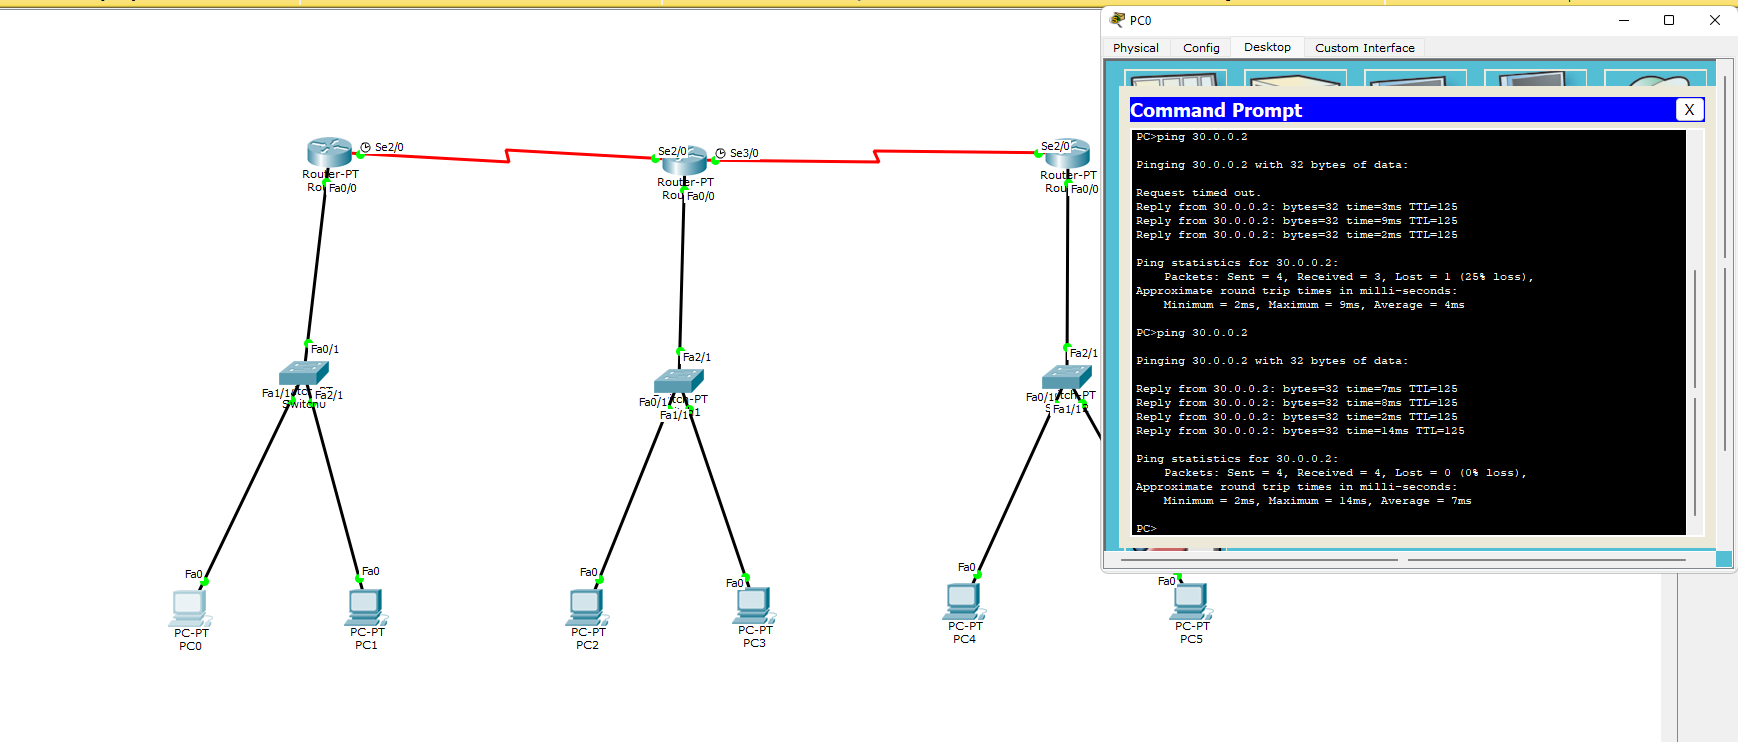 PC0
Physical
Config
Desktop
Custom Interface
Command Prompt
X
PC>ping 30.0.0.2
Pinging 30.0.0.2 with 32 bytes of data:
Request timed out.
Reply from 30.0.0.2: bytes=32 time=3ms TTL=125
Reply from 30.0.0.2: bytes=32 time=9ms TTL=125
Reply from 30.0.0.2: bytes=32 time=2ms TTL=125
Ping statistics for 30.0.0.2:
Packets: Sent = 4, Received = 3, Lost = 1 (25% loss),
Approximate round trip times in milli-seconds:
Minimum = 2ms, Maximum = 9ms, Average = 4ms
PC>ping 30.0.0.2
Pinging 30.0.0.2 with 32 bytes of data:
Reply from 30.0.0.2: bytes=32 time=7ms TTL=125
Reply from 30.0.0.2: bytes=32 time=8ms TTL=125
Reply from 30.0.0.2: bytes=32 time=2ms TTL=125
Reply from 30.0.0.2: bytes=32 time=14ms TTL=125
Ping statistics for 30.0.0.2:
Packets: Sent = 4, Received = 4, Lost = 0 (0% loss),
Approximate round trip times in milli-seconds:
Minimum = 2ms, Maximum = 14ms, Average = 7ms
PC>
Se2/0
Router-PT
Fa0/0
Se2/0
Se3/0
Router-PT
Fa0/0
Se2/0
Router-PT
Fa0/0
Fa0/1
Fa1/1
Fa2/1
Fa2/1
Fa0/1
Fa1/1
Fa2/1
Fa0/1
Fa1/1
Fa0
PC-PT
PC0
Fa0
PC-PT
PC1
Fa0
PC-PT
PC2
Fa0
PC-PT
PC3
Fa0
PC-PT
PC4
Fa0
PC-PT
PC5